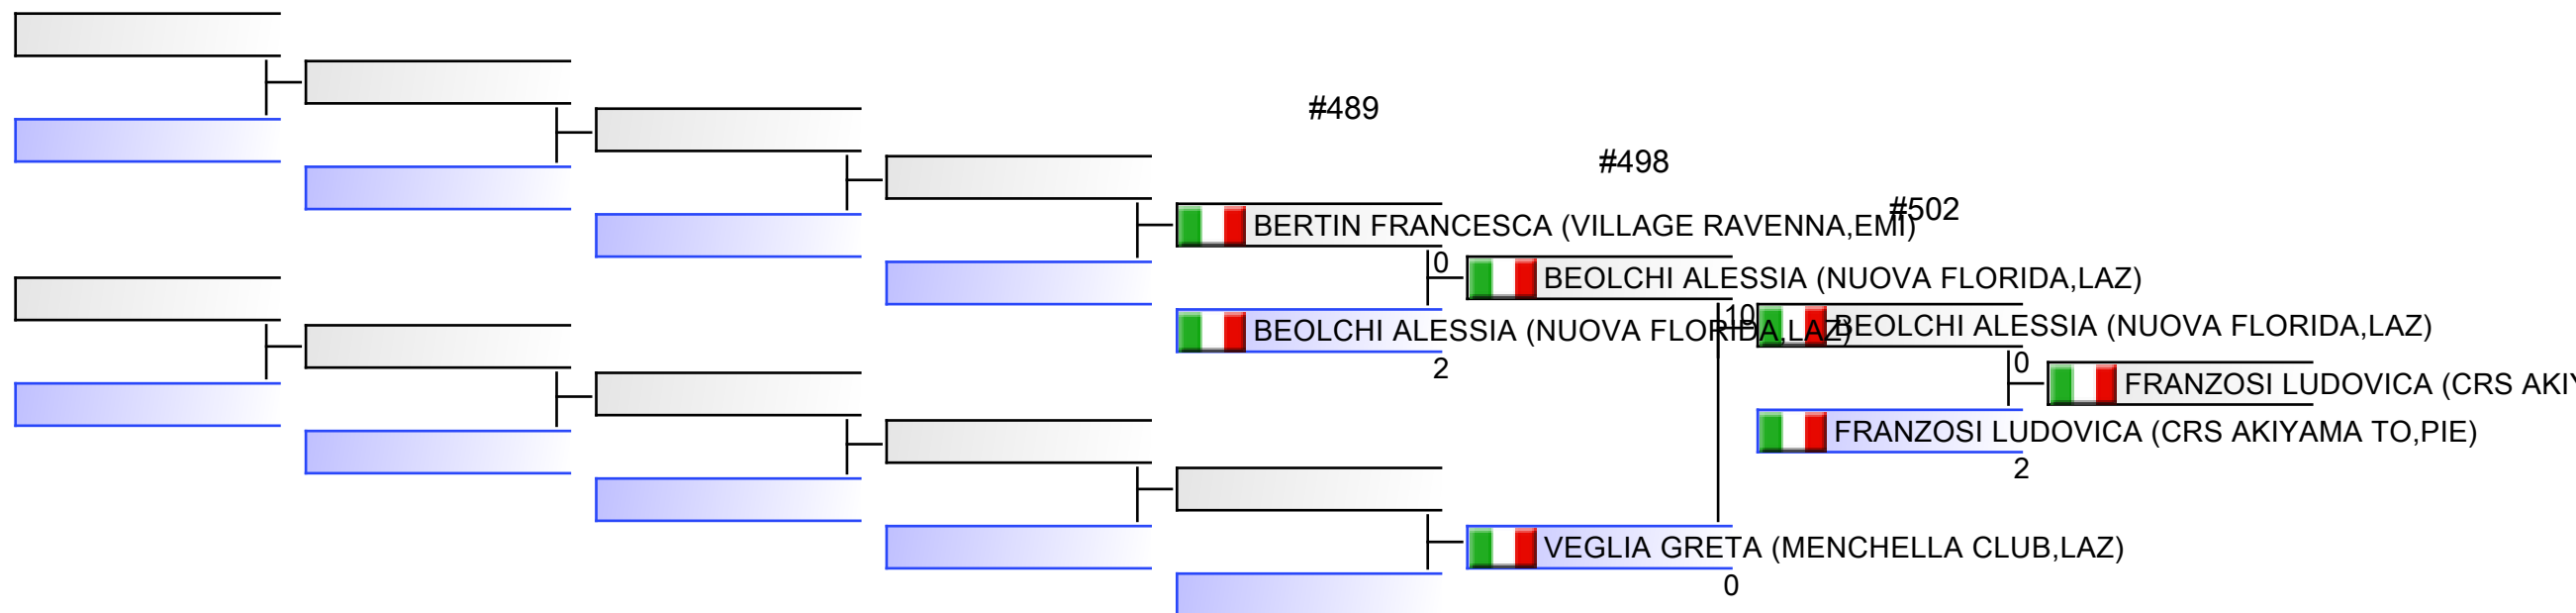 #489
#498
#502
BERTIN FRANCESCA (VILLAGE RAVENNA,EMI)
0
BEOLCHI ALESSIA (NUOVA FLORIDA,LAZ)
10
BEOLCHI ALESSIA (NUOVA FLORIDA,LAZ)
BEOLCHI ALESSIA (NUOVA FLORIDA,LAZ)
2
0
FRANZOSI LUDOVICA (CRS AKIY
FRANZOSI LUDOVICA (CRS AKIYAMA TO,PIE)
2
VEGLIA GRETA (MENCHELLA CLUB,LAZ)
0